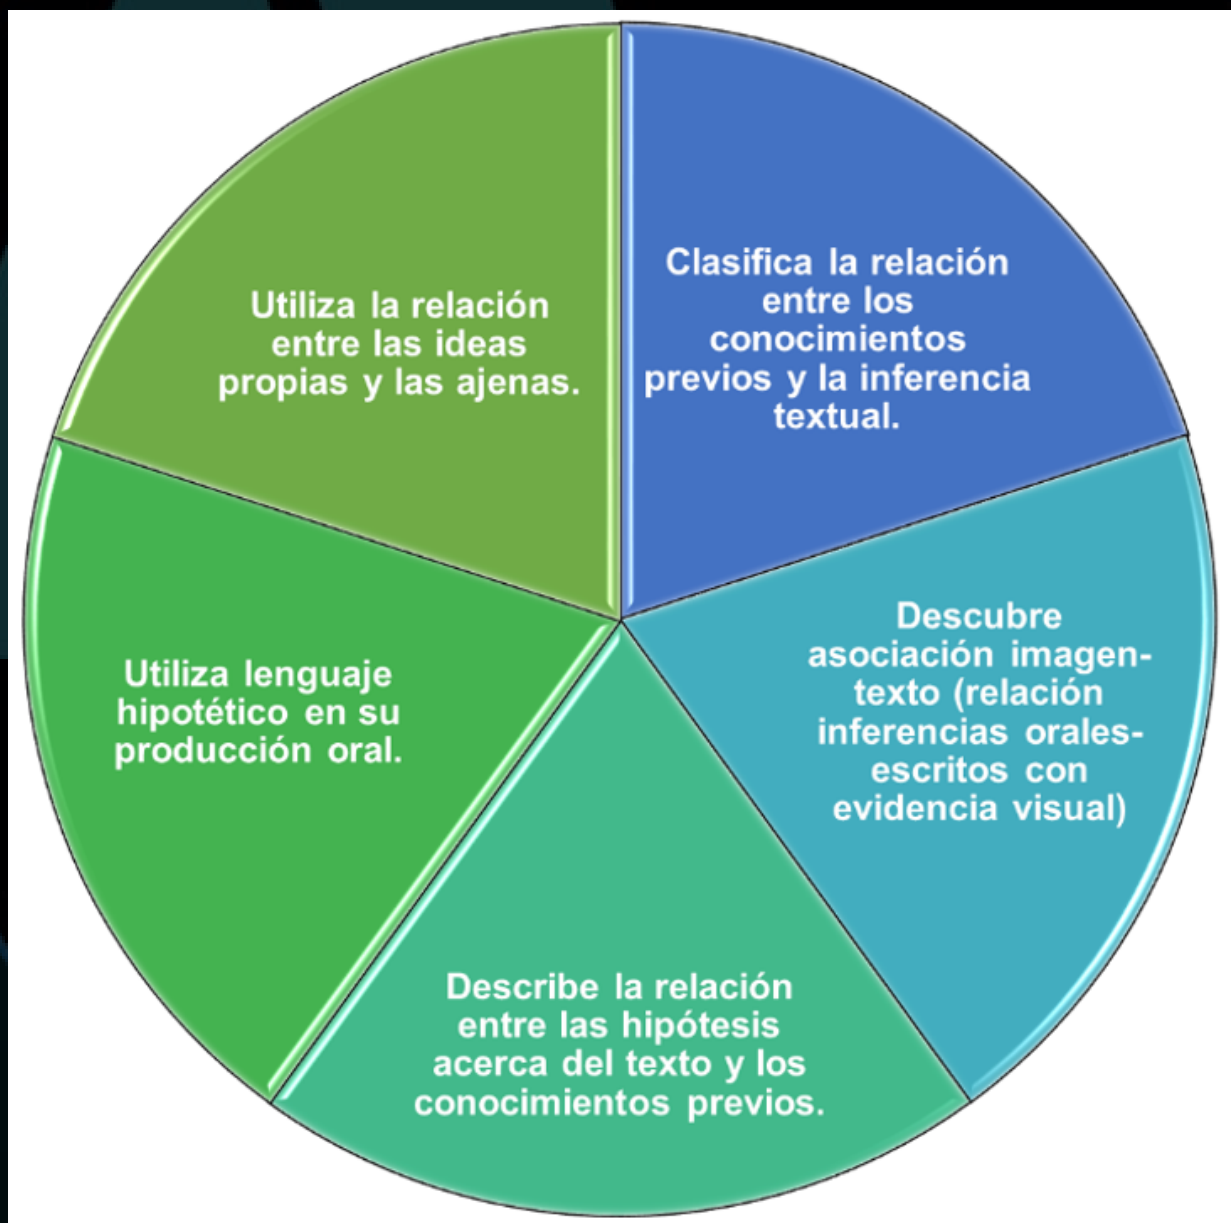 Clasifica la relación
entre los
conocimientos
previos y la inferencia
textual.
Descubre
asociación imagen-
texto (relación
inferencias orales-
escritos con
evidencia visual)
Describe la relación
entre las hipótesis
acerca del texto y los
conocimientos previos.
Utiliza lenguaje
hipotético en su
producción oral.
Utiliza la relación
entre las ideas
propias y las ajenas.